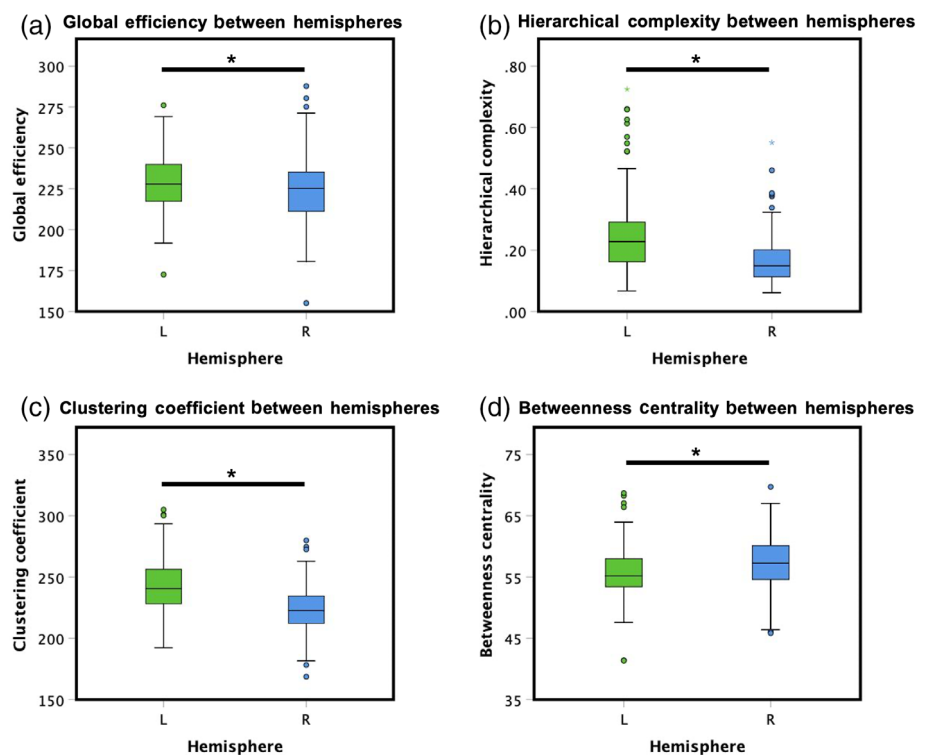 (a) Global efficiency between hemispheres
*
Global efficiency
300
275
250
225
200
175
150
L R
Hemisphere
(b) Hierarchical complexity between hemispheres
*
Hierarchical complexity
.80
.60
.40
.20
.00
L R
Hemisphere
(c) Clustering coefficient between hemispheres
*
Clustering coefficient
350
300
250
200
150
L R
Hemisphere
(d) Betweenness centrality between hemispheres
*
Betweenness centrality
75
65
55
45
35
L R
Hemisphere